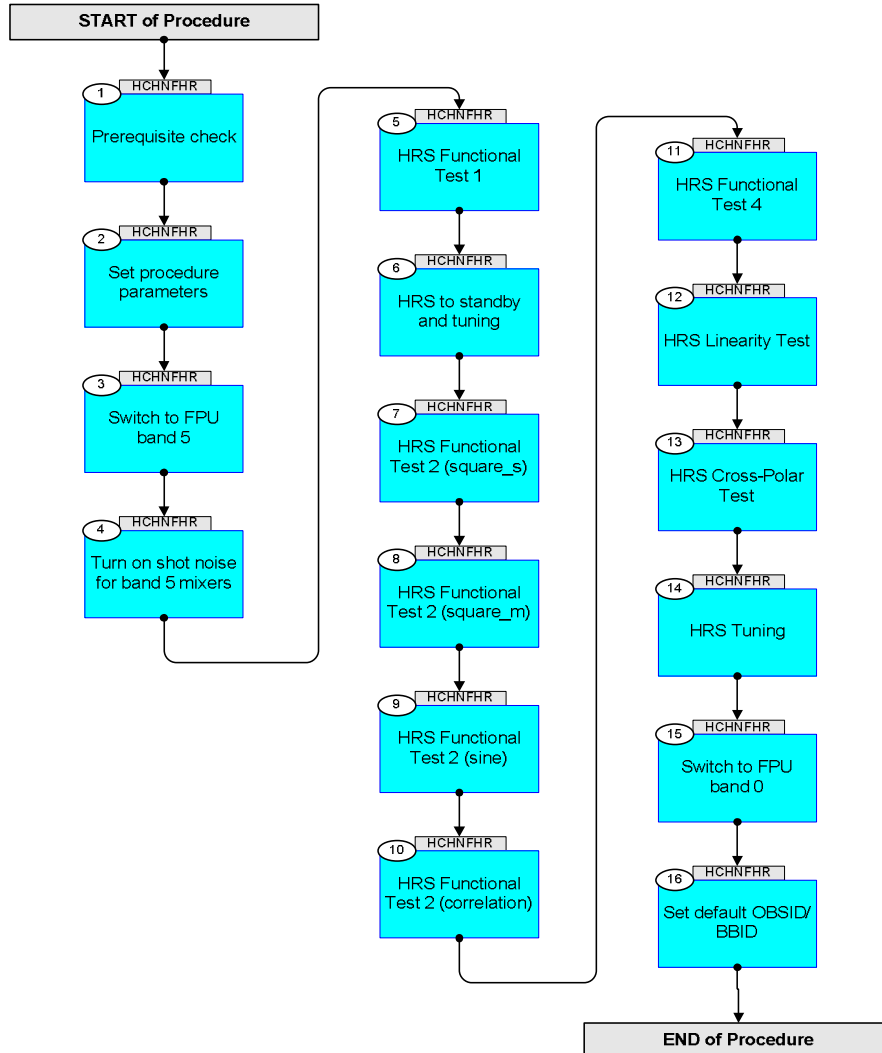 START of Procedure
HCHNFHR
1
Prerequisite check
HCHNFHR
2
Set procedure
parameters
HCHNFHR
3
Switch to FPU
band 5
HCHNFHR
4
Turn on shot noise
for band 5 mixers
HCHNFHR
5
HRS Functional
Test 1
HCHNFHR
6
HRS to standby
and tuning
HCHNFHR
7
HRS Functional
Test 2 (square_s)
HCHNFHR
8
HRS Functional
Test 2 (square_m)
HCHNFHR
9
HRS Functional
Test 2 (sine)
HCHNFHR
10
HRS Functional
Test 2 (correlation)
HCHNFHR
11
HRS Functional
Test 4
HCHNFHR
12
HRS Linearity Test
HCHNFHR
13
HRS Cross-Polar
Test
HCHNFHR
14
HRS Tuning
HCHNFHR
15
Switch to FPU
band 0
HCHNFHR
16
Set default OBSID/
BBID
END of Procedure